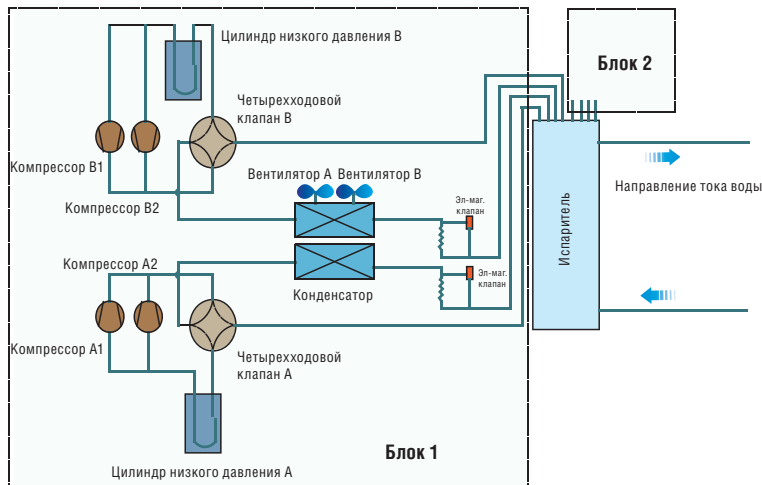 Цилиндр низкого давления В
Блок 2
Четырехходовой
клапан В
Компрессор В1
Вентилятор А Вентилятор В
Компрессор В2
Эл-маг.
клапан
Направление тока воды
Испаритель
Компрессор А2
Эл-маг.
клапан
Конденсатор
Компрессор А1
Четырехходовой
клапан А
Блок 1
Цилиндр низкого давления А